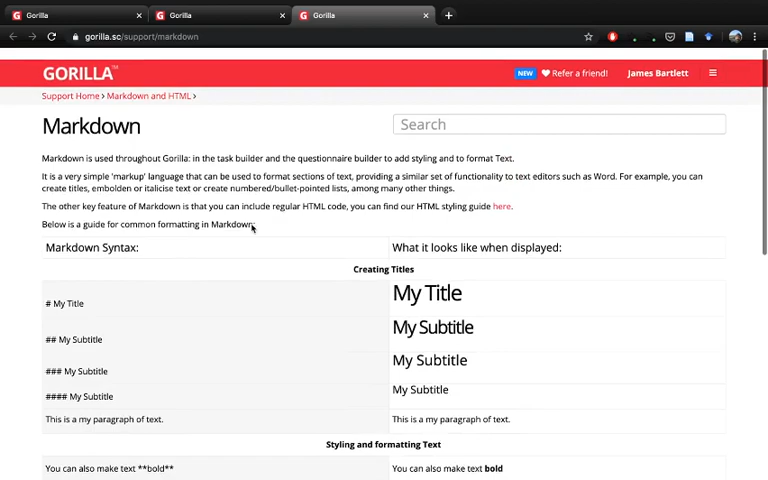 Gorilla
Gorilla
Gorilla
gorilla.sc/support/markdown
GORILLA™
NEW
Refer a friend!
James Bartlett
Support Home › Markdown and HTML ›
Markdown
Search
Markdown is used throughout Gorilla: in the task builder and the questionnaire builder to add styling and to format Text.
It is a very simple 'markup' language that can be used to format sections of text, providing a similar set of functionality to text editors such as Word. For example, you can
create titles, embolden or italicise text or create numbered/bullet-pointed lists, among many other things.
The other key feature of Markdown is that you can include regular HTML code, you can find our HTML styling guide here.
Below is a guide for common formatting in Markdown:
Markdown Syntax:
What it looks like when displayed:
Creating Titles
# My Title
My Title
## My Subtitle
My Subtitle
### My Subtitle
My Subtitle
#### My Subtitle
My Subtitle
This is a my paragraph of text.
This is a my paragraph of text.
Styling and formatting Text
You can also make text **bold**
You can also make text bold